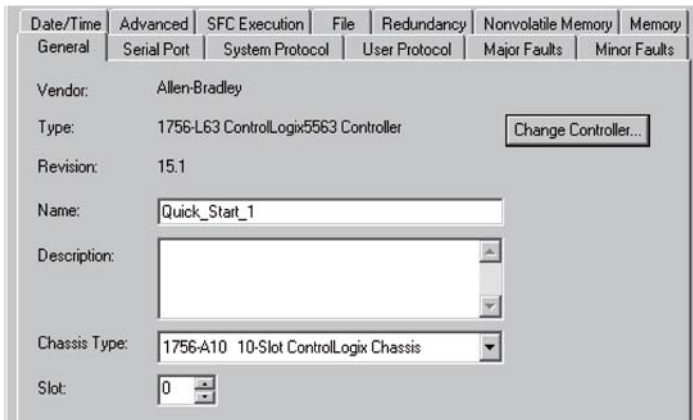 Date/Time Advanced SFC Execution File Redundancy Nonvolatile Memory Memory
General Serial Port System Protocol User Protocol Major Faults Minor Faults
Vendor: Allen-Bradley
Type: 1756-L63 ControlLogix5563 Controller Change Controller...
Revision: 15.1
Name: Quick_Start_1
Description:
Chassis Type: 1756-A10 10-Slot ControlLogix Chassis
Slot: 0